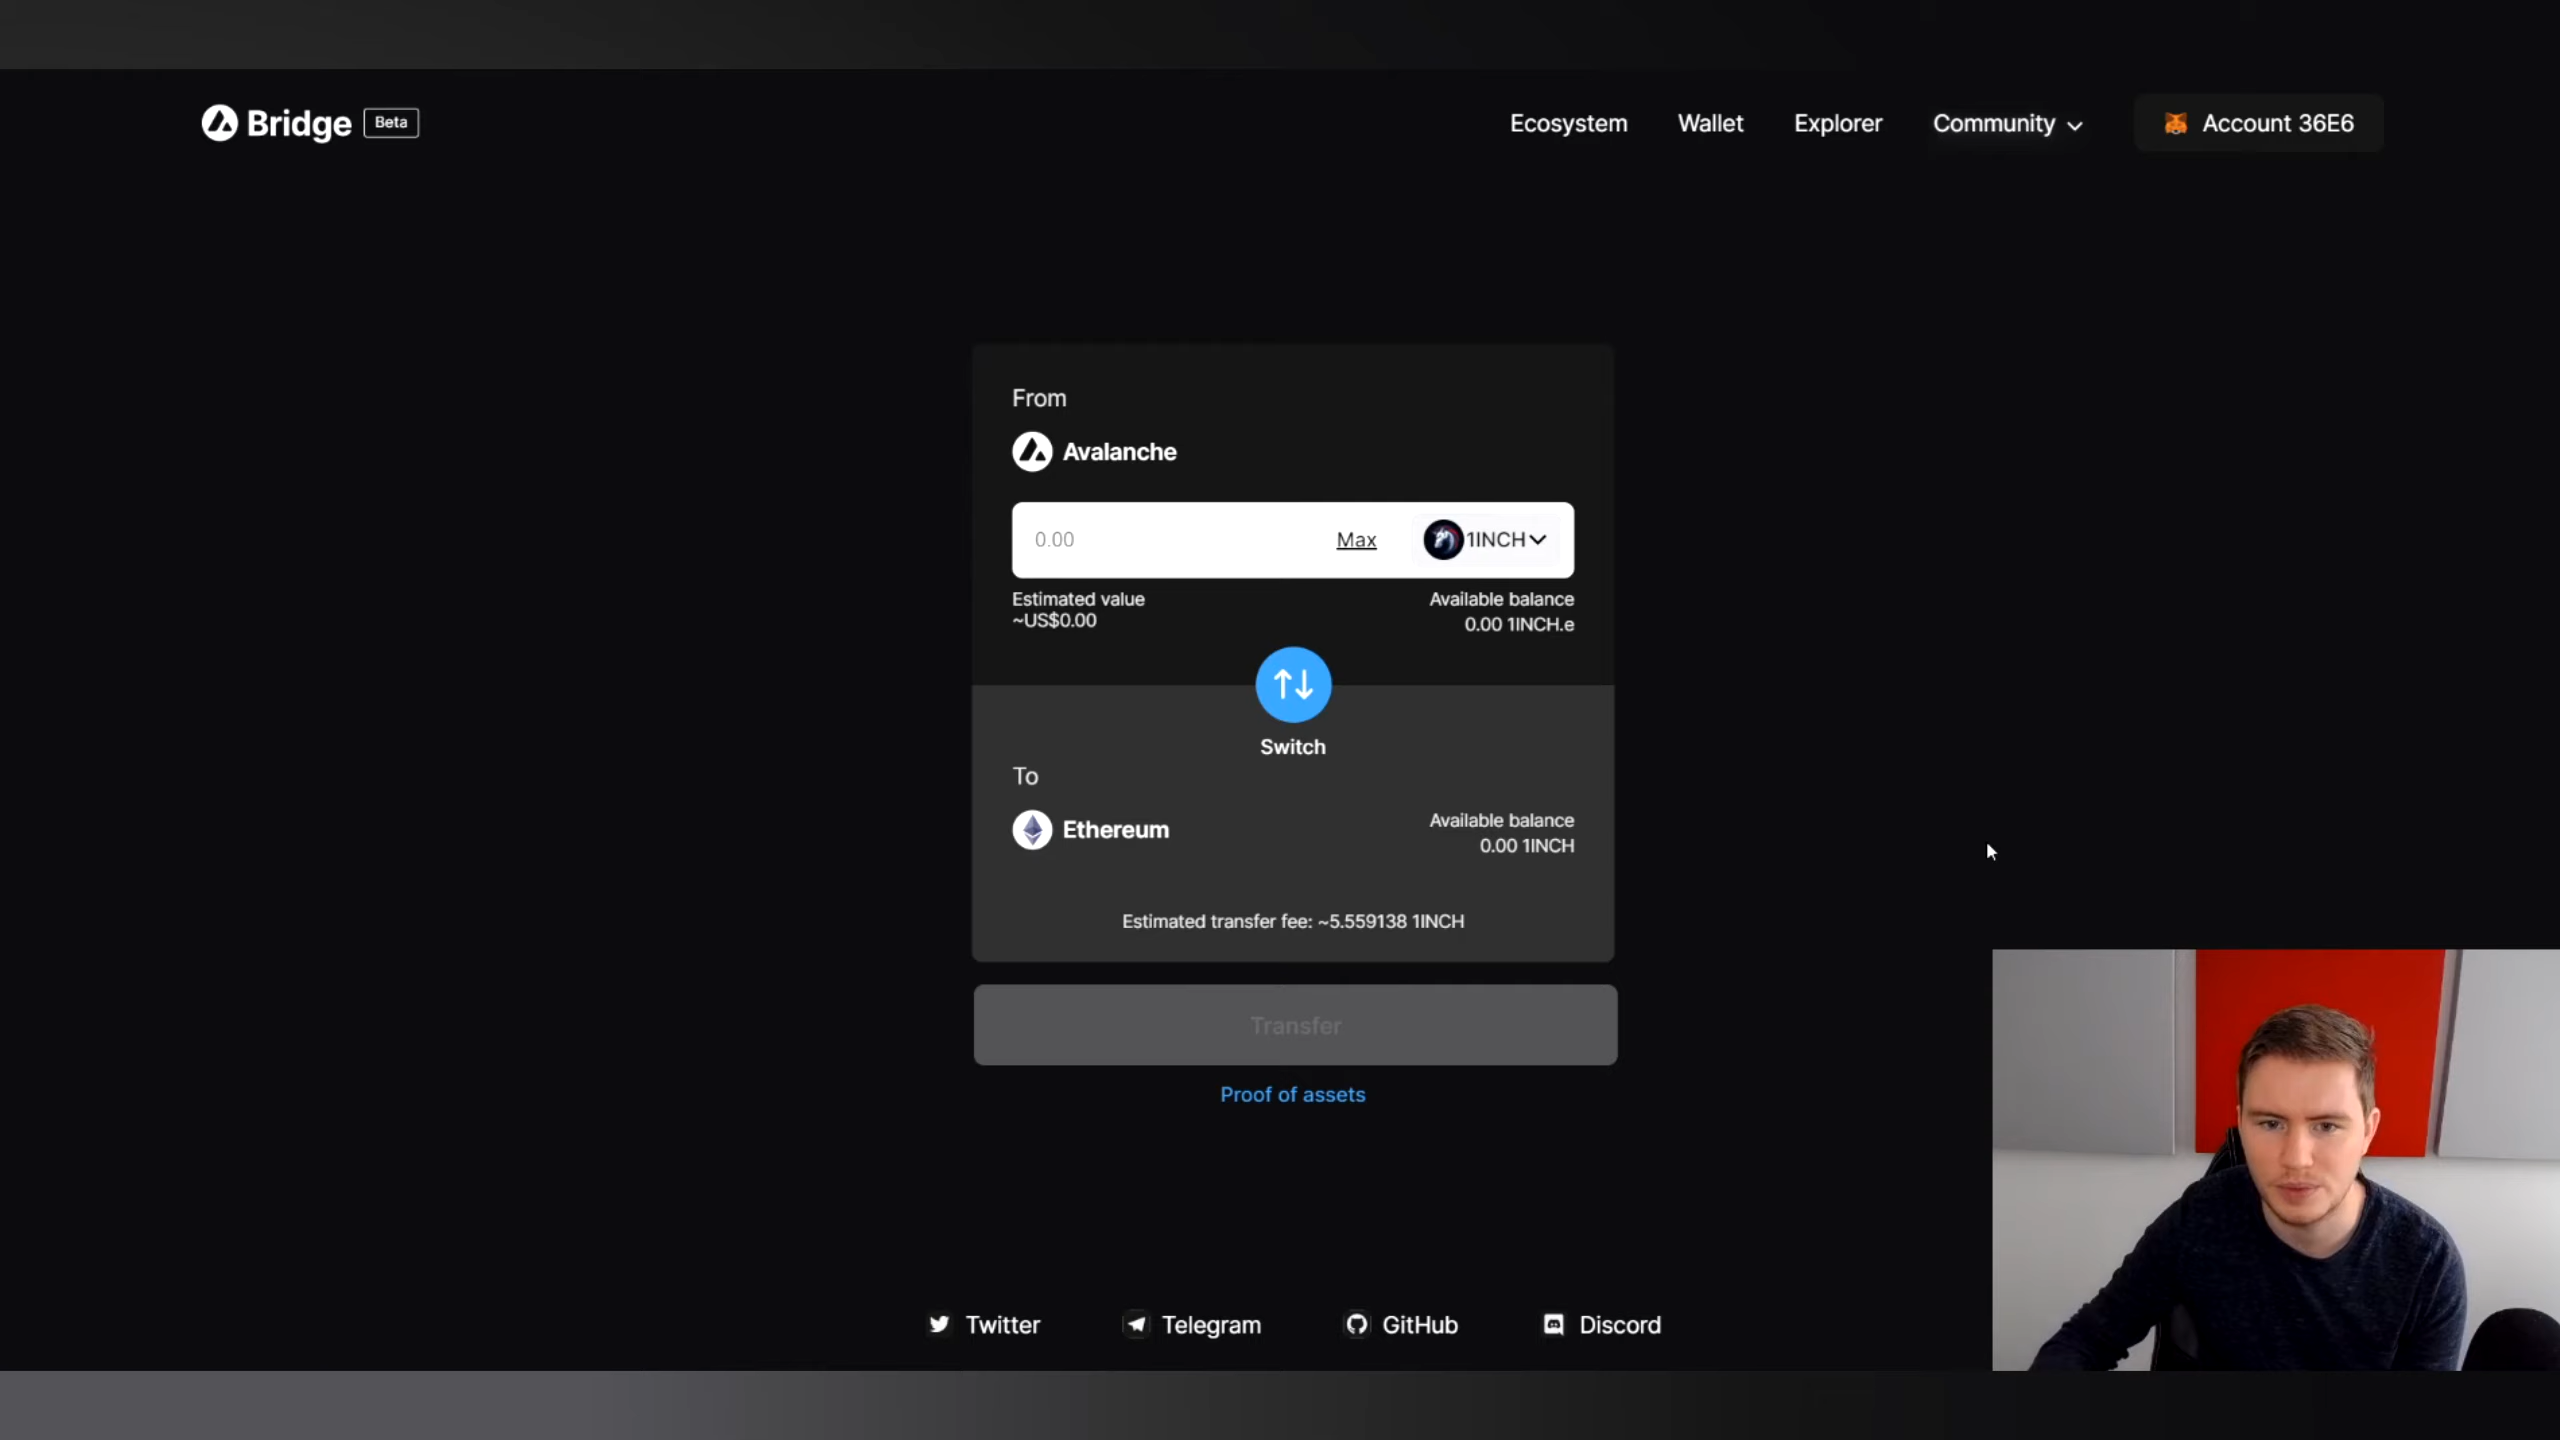 Bridge Beta
Ecosystem Wallet Explorer Community Account 36E6
From
Avalanche
0.00 Max 1INCH
Estimated value Available balance
~US$0.00 0.00 1INCH.e
Switch
To
Ethereum
Available balance
0.00 1INCH
Estimated transfer fee: ~5.559138 1INCH
Transfer
Proof of assets
Twitter Telegram GitHub Discord